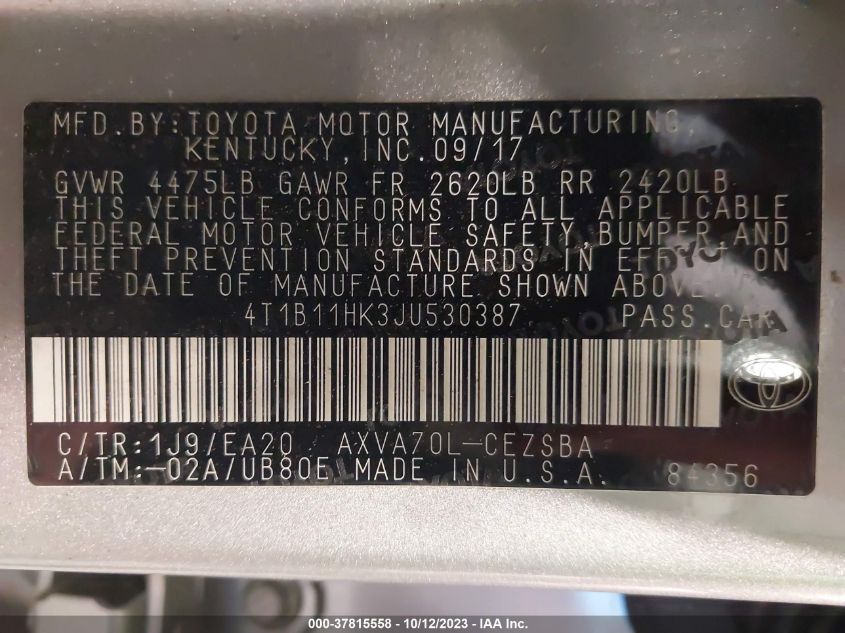 MFD. BY: TOYOTA MOTOR MANUFACTURING,
KENTUCKY, INC. 09/17
GVWR 4475LB GAWR FR 2620LB RR 2420LB
THIS VEHICLE CONFORMS TO ALL APPLICABLE
FEDERAL MOTOR VEHICLE SAFETY, BUMPER, AND
THEFT PREVENTION STANDARDS IN EFFECT ON
THE DATE OF MANUFACTURE SHOWN ABOVE.
4T1B11HK3JU530387 PASS. CAR
C/TR: 1J9/EA20 AXVA70L-CEZSBA
A/TM: -02A/UB80E MADE IN U.S.A. 84356
000-37815558 - 10/12/2023 - IAA Inc.